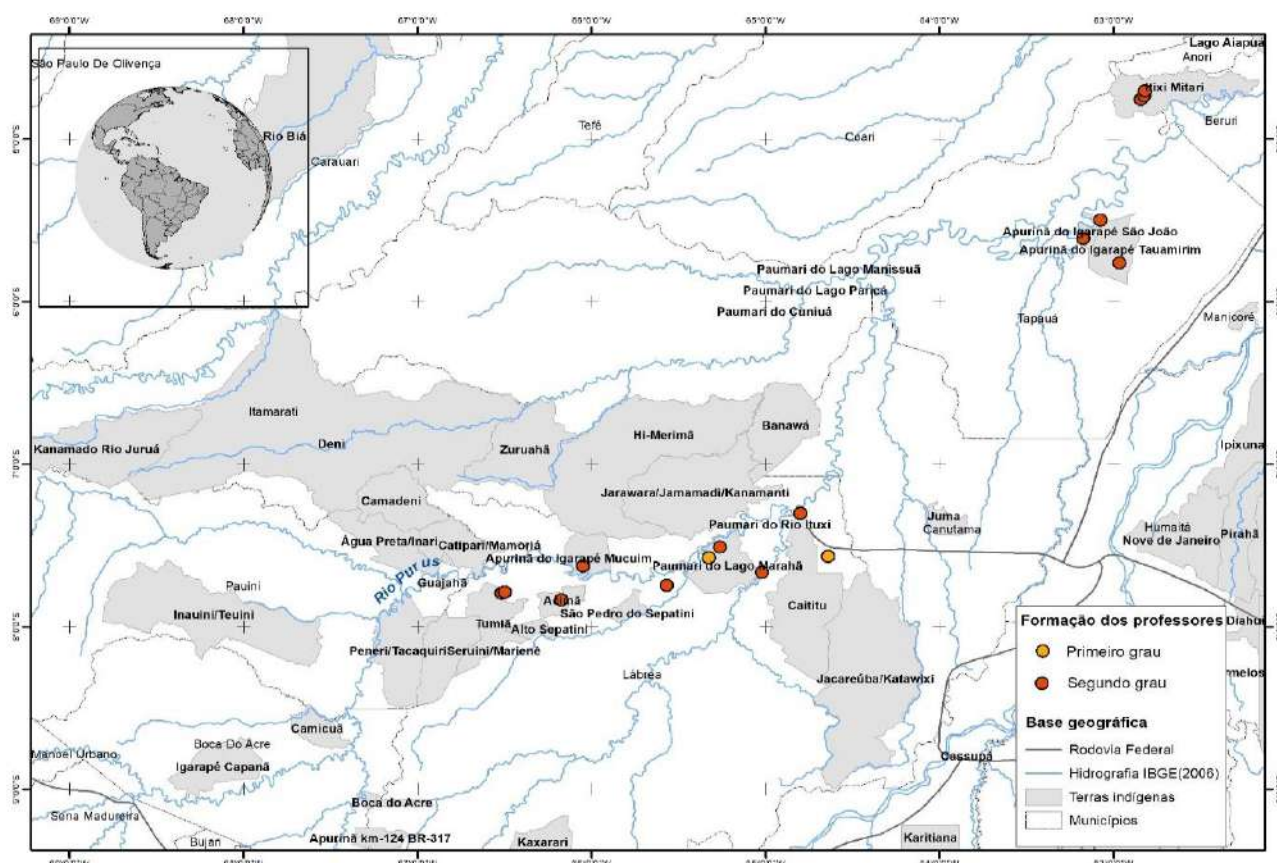 69°0'0"W 68°0'0"W 67°0'0"W 66°0'0"W 65°0'0"W 64°0'0"W 63°0'0"W
São Paulo De Olivença
Lago Aiapuá
Anori
Itixi Mitari
Beruri
Rio Biá
Carauari
Tefé
Coari
Apurinã do Igarapé São João
Apurinã do Igarapé Tauamirim
Paumari do Lago Manissuã
Paumari do Lago Paricá
Paumari do Cuniuá
Tapauá
Manicoré
Itamarati
Deni
Kanamado Rio Juruá
Zuruahã
Hi-Merimã
Banawá
Ipixuna
Jarawara/Jamamadi/Kanamanti
Camadeni
Paumari do Rio Ituxi
Juma
Canutama
Humaitá
Nove de Janeiro
Pirahã
Água Preta/Inari
Catipari/Mamoriá
Apurinã do Igarapé Mucuim
Paumari do Lago Marahã
Rio Purus
Guajahã
Pauini
Inauini/Teuini
Tumiã
São Pedro do Sepatini
Alto Sepatini
Caititu
Diahui
Peneri/Tacaquiri
Seruini/Marienê
Lábrea
Jacareúba/Katawixi
Camicuã
Boca Do Acre
Manoel Urbano
Igarapé Capanã
Cassupá
Boca do Acre
Sena Madureira
Bujari
Apurinã km-124 BR-317
Kaxarari
Karitiana
Formação dos professores
Primeiro grau
Segundo grau
Base geográfica
Rodovia Federal
Hidrografia IBGE(2006)
Terras indígenas
Municípios
melos